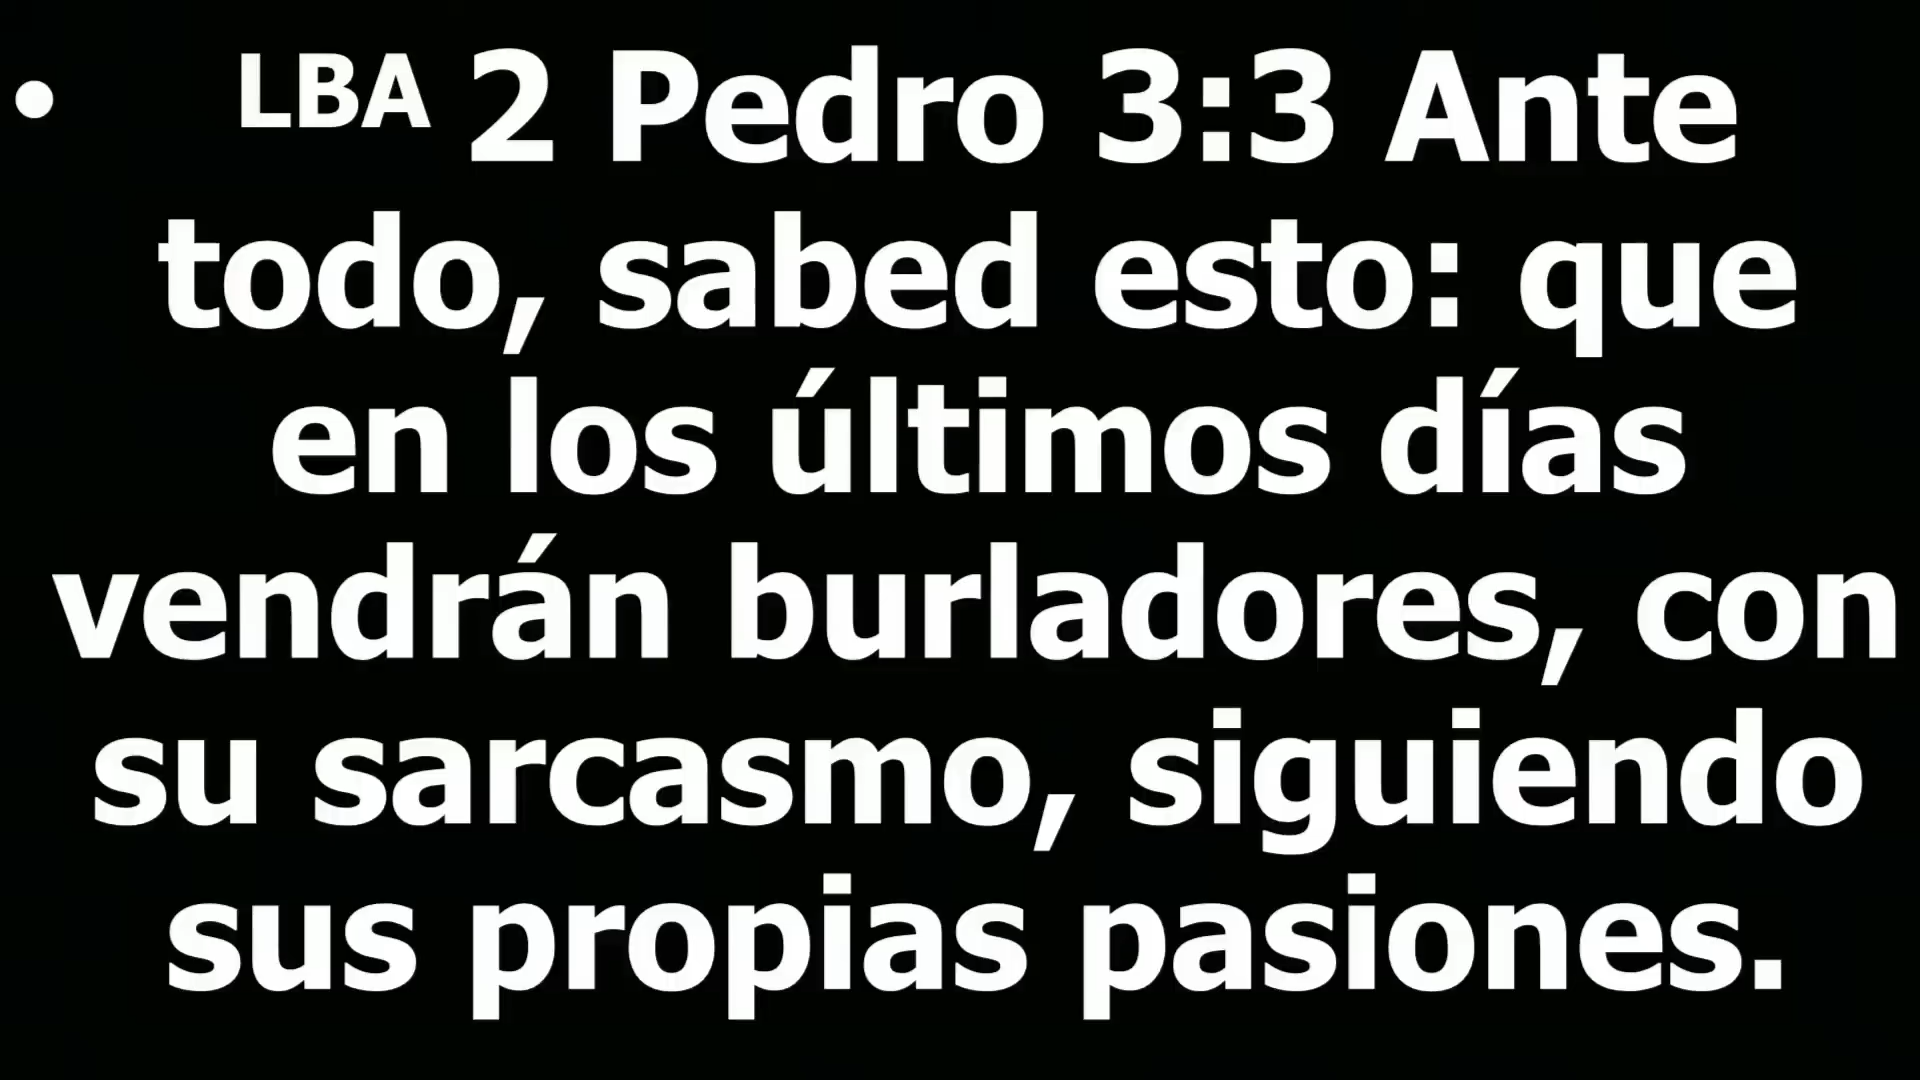 • LBA 2 Pedro 3:3 Ante
todo, sabed esto: que
en los últimos días
vendrán burladores, con
su sarcasmo, siguiendo
sus propias pasiones.